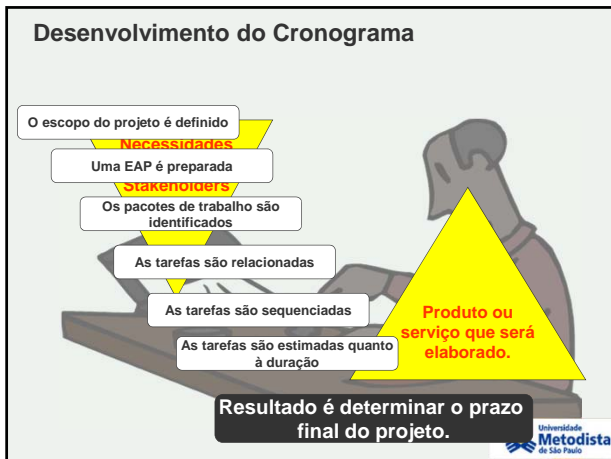 Desenvolvimento do Cronograma
O escopo do projeto é definido
Necessidades
Uma EAP é preparada
Stakeholders
Os pacotes de trabalho são
identificados
As tarefas são relacionadas
As tarefas são sequenciadas
As tarefas são estimadas quanto
à duração
Produto ou
serviço que será
elaborado.
Resultado é determinar o prazo
final do projeto.
Universidade
Metodista
de São Paulo